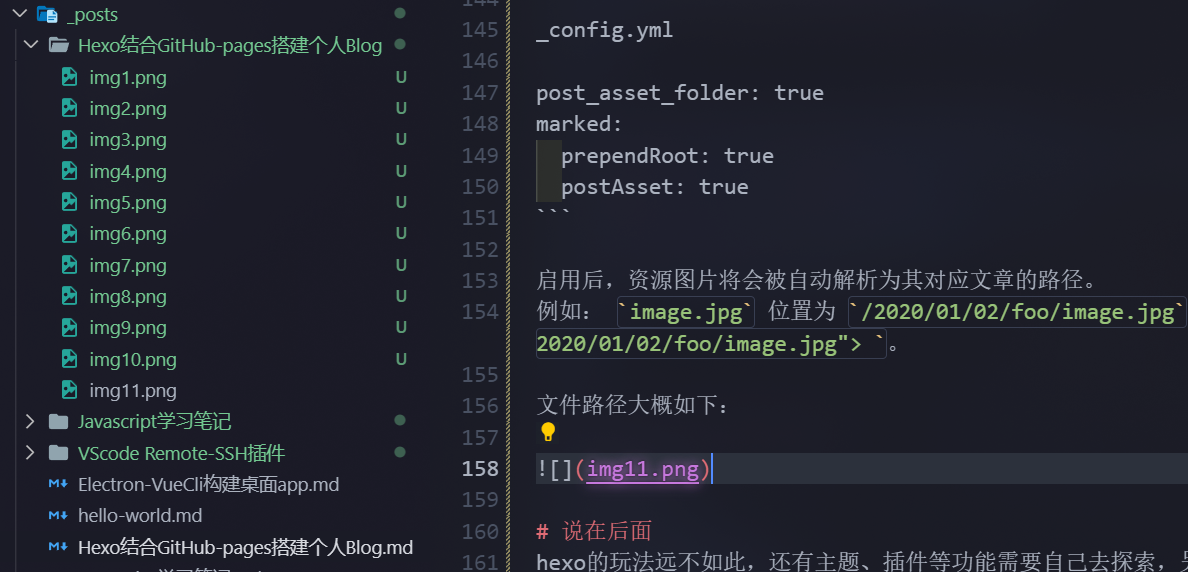 _posts
Hexo结合GitHub-pages搭建个人Blog
img1.png U
img2.png U
img3.png U
img4.png U
img5.png U
img6.png U
img7.png U
img8.png U
img9.png U
img10.png U
img11.png
Javascript学习笔记
VScode Remote-SSH插件
Electron-VueCli构建桌面app.md
hello-world.md
Hexo结合GitHub-pages搭建个人Blog.md
144
145 _config.yml
146
147 post_asset_folder: true
148 marked:
149 prependRoot: true
150 postAsset: true
151 ```
152
153 启用后，资源图片将会被自动解析为其对应文章的路径。
154 例如： `image.jpg` 位置为 `/2020/01/02/foo/image.jpg`
2020/01/02/foo/image.jpg"> `。
155
156 文件路径大概如下：
157
158 ![](img11.png)
159
160 # 说在后面
161 hexo的玩法远不如此，还有主题、插件等功能需要自己去探索，